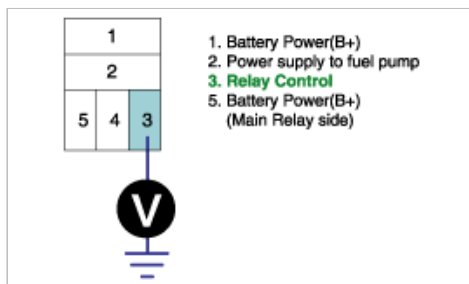 1
2
5 4 3
V
1. Battery Power(B+)
2. Power supply to fuel pump
3. Relay Control
5. Battery Power(B+)
(Main Relay side)